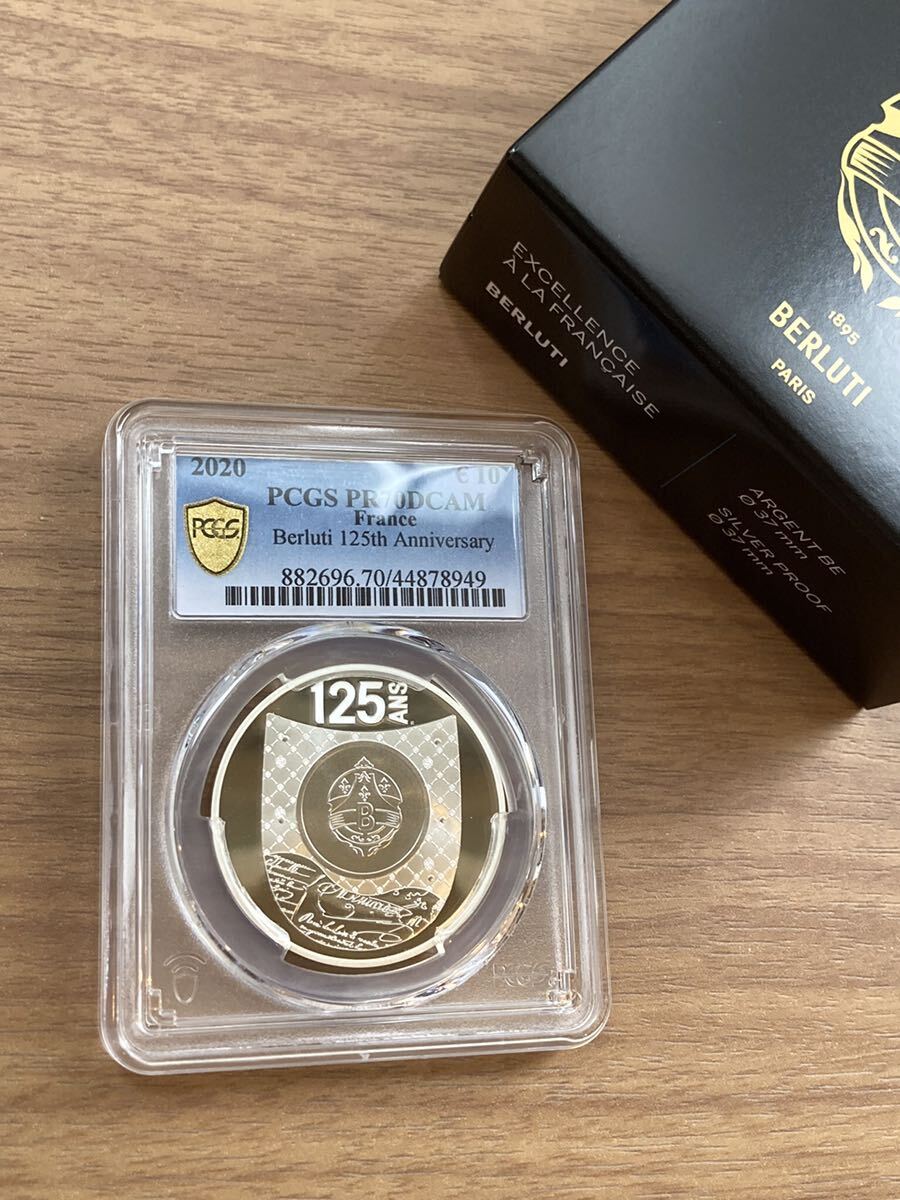 EXCELLENCE
À LA FRANÇAISE
BERLUTI
1895
BERLUTI
PARIS
ARGENT BE
Ø 37 mm
SILVER PROOF
Ø 37 mm
2020 € 10
PCGS PR70DCAM
France
Berluti 125th Anniversary
PCGS
882696.70/44878949
125 ANS
B
PCGS